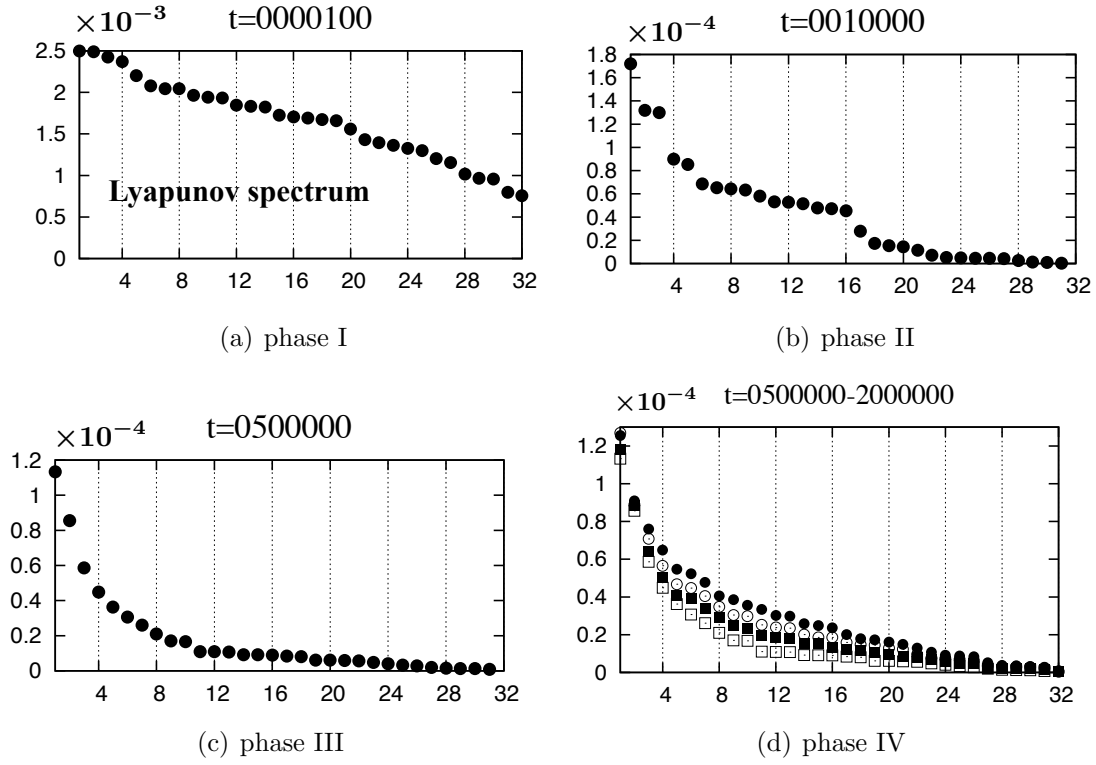 ×10⁻³ t=0000100
2.5
2
1.5
1
0.5
0
Lyapunov spectrum
4 8 12 16 20 24 28 32
(a) phase I
×10⁻⁴ t=0010000
1.8
1.6
1.4
1.2
1
0.8
0.6
0.4
0.2
0
4 8 12 16 20 24 28 32
(b) phase II
×10⁻⁴ t=0500000
1.2
1
0.8
0.6
0.4
0.2
0
4 8 12 16 20 24 28 32
(c) phase III
×10⁻⁴ t=0500000-2000000
1.2
1
0.8
0.6
0.4
0.2
0
4 8 12 16 20 24 28 32
(d) phase IV